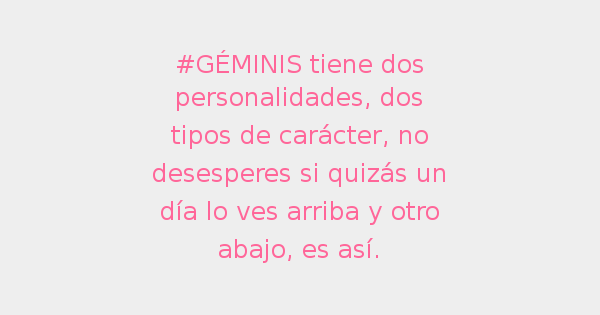 #GÉMINIS tiene dos
personalidades, dos
tipos de carácter, no
desesperes si quizás un
día lo ves arriba y otro
abajo, es así.